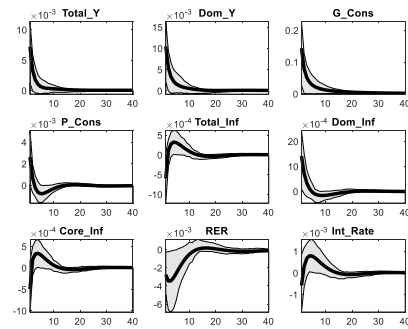 Total_Y
×10⁻³
10
5
0
10 20 30 40
Dom_Y
×10⁻³
15
10
5
0
10 20 30 40
G_Cons
0.2
0.1
0
10 20 30 40
P_Cons
×10⁻³
4
2
0
10 20 30 40
Total_Inf
×10⁻⁴
5
0
-5
-10
10 20 30 40
Dom_Inf
×10⁻⁴
20
10
0
10 20 30 40
Core_Inf
×10⁻⁴
5
0
-5
-10
10 20 30 40
RER
×10⁻³
0
-2
-4
-6
10 20 30 40
Int_Rate
×10⁻³
1
0
-1
10 20 30 40